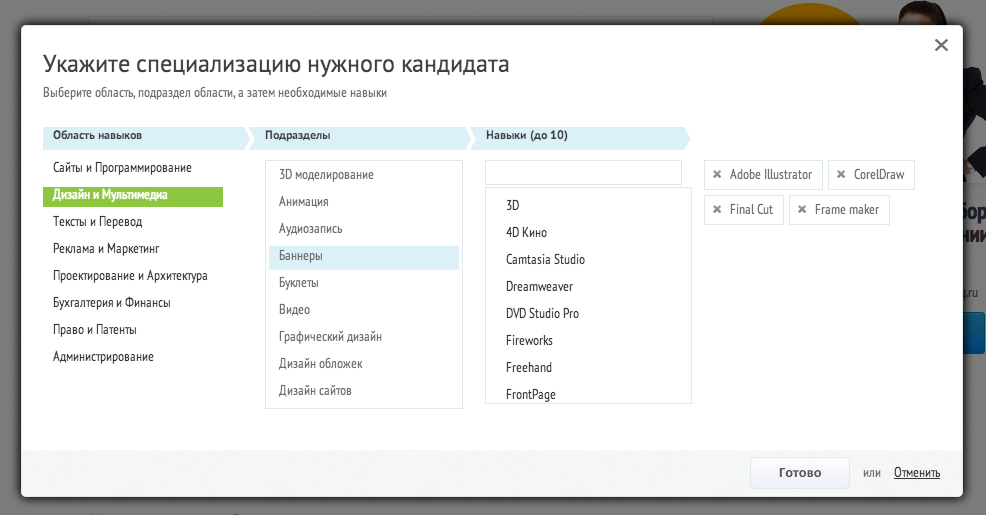 Укажите специализацию нужного кандидата
Выберите область, подраздел области, а затем необходимые навыки
Область навыков
Сайты и Программирование
Дизайн и Мультимедиа
Тексты и Перевод
Реклама и Маркетинг
Проектирование и Архитектура
Бухгалтерия и Финансы
Право и Патенты
Администрирование
Подразделы
3D моделирование
Анимация
Аудиозапись
Баннеры
Буклеты
Видео
Графический дизайн
Дизайн обложек
Дизайн сайтов
Навыки (до 10)
3D
4D Кино
Camtasia Studio
Dreamweaver
DVD Studio Pro
Fireworks
Freehand
FrontPage
Adobe Illustrator
CorelDraw
Final Cut
Frame maker
Готово или Отменить